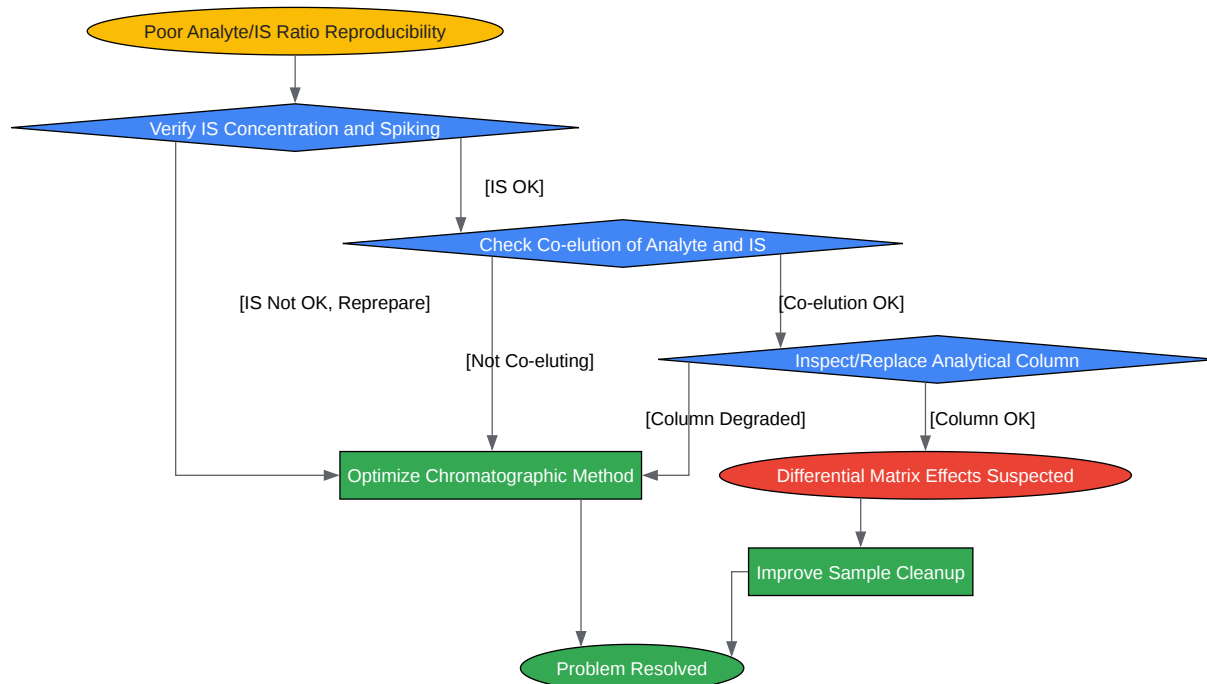 Poor Analyte/IS Ratio Reproducibility
Verify IS Concentration and Spiking
[IS OK]
Check Co-elution of Analyte and IS
[IS Not OK, Reprepare]
[Co-elution OK]
[Not Co-eluting]
Inspect/Replace Analytical Column
[Column Degraded]
[Column OK]
Optimize Chromatographic Method
Differential Matrix Effects Suspected
Improve Sample Cleanup
Problem Resolved